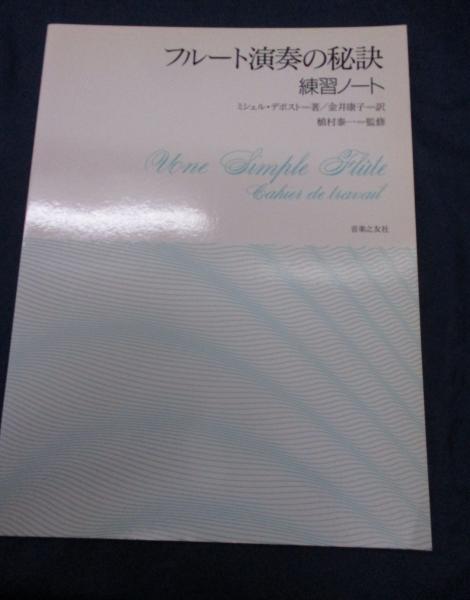 フルート演奏の秘訣
練習ノート
ミシェル・デボスト―著／金井康子―訳
植村泰一―監修
Une Simple Flûte
Cahier de travail
音楽之友社